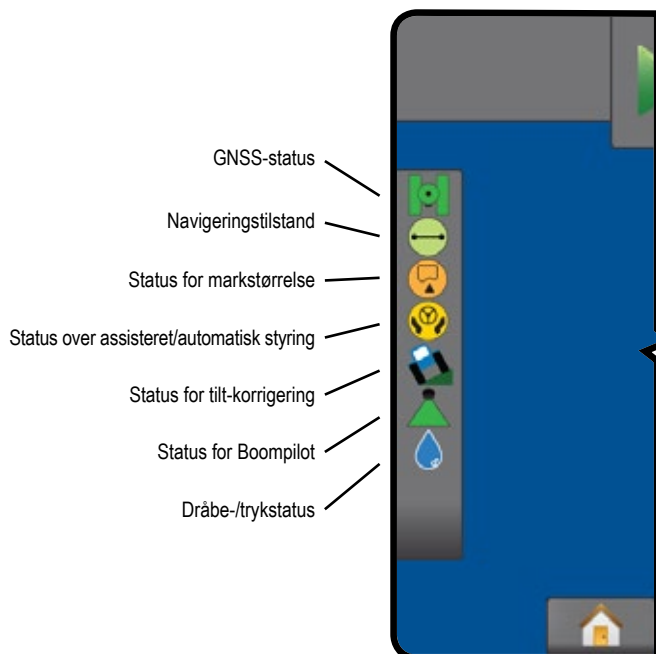 GNSS-status
Navigeringstilstand
Status for markstørrelse
Status over assisteret/automatisk styring
Status for tilt-korrigering
Status for Boompilot
Dråbe-/trykstatus